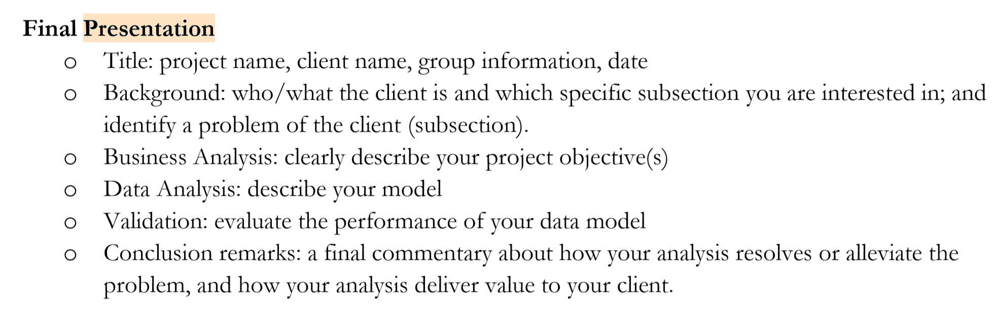 Final Presentation
○ Title: project name, client name, group information, date
○ Background: who/what the client is and which specific subsection you are interested in; and
identify a problem of the client (subsection).
○ Business Analysis: clearly describe your project objective(s)
○ Data Analysis: describe your model
○ Validation: evaluate the performance of your data model
○ Conclusion remarks: a final commentary about how your analysis resolves or alleviate the
problem, and how your analysis deliver value to your client.